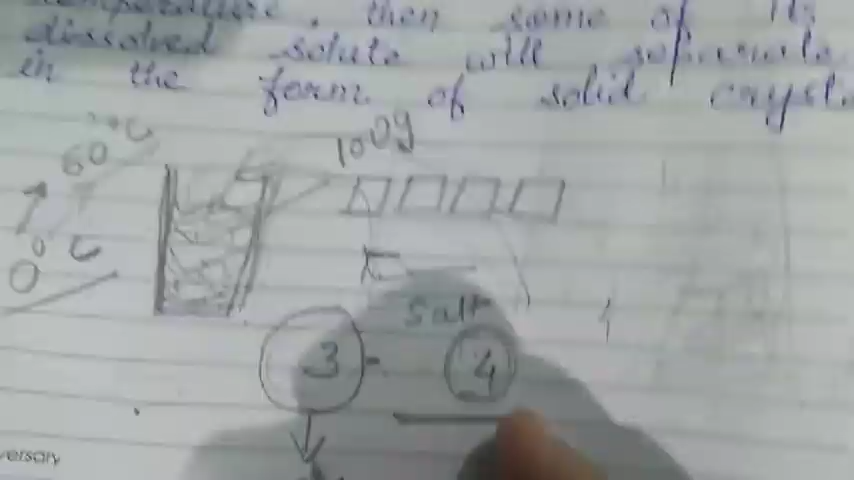 then some of its
dissolved solute will separate
in the form of solid
60°C
100g
0°C
salt
3 - 4
versary